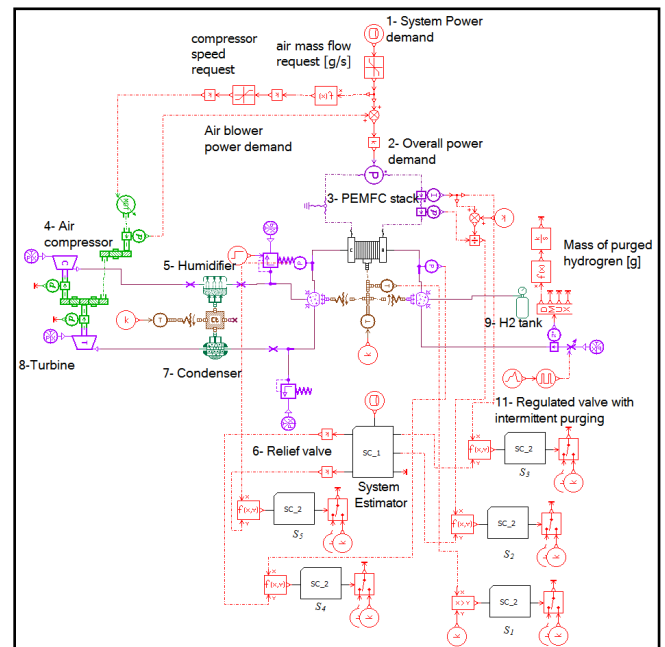 1- System Power
demand
compressor
speed
request
air mass flow
request [g/s]
Air blower
power demand
2- Overall power
demand
3- PEMFC stack
4- Air
compressor
5- Humidifier
Mass of purged
hydrogren [g]
9- H2 tank
8-Turbine
7- Condenser
11- Regulated valve with
intermitent purging
6- Relief valve
SC_1
System
Estimator
f(x,y)
SC_2
S3
f(x,y)
SC_2
S5
f(x,y)
SC_2
S2
f(x,y)
SC_2
S4
x>y
SC_2
S1